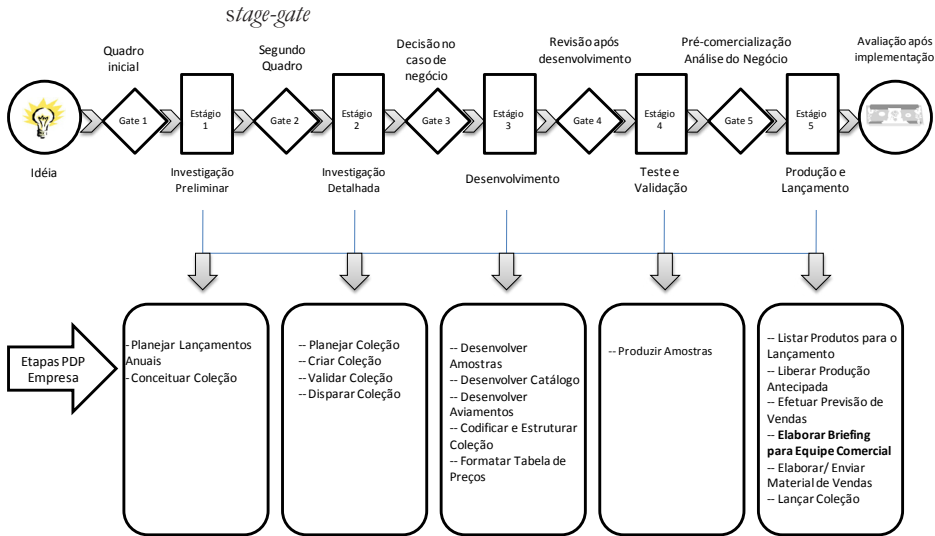 stage-gate
Quadro
inicial
Segundo
Quadro
Decisão no
caso de
negócio
Revisão após
desenvolvimento
Pré-comercialização
Análise do Negócio
Avaliação após
implementação
Gate 1
Estágio
1
Gate 2
Estágio
2
Gate 3
Estágio
3
Gate 4
Estágio
4
Gate 5
Estágio
5
Idéia
Investigação
Preliminar
Investigação
Detalhada
Desenvolvimento
Teste e
Validação
Produção e
Lançamento
Etapas PDP
Empresa
- Planejar Lançamentos
Anuais
- Conceituar Coleção
-- Planejar Coleção
-- Criar Coleção
-- Validar Coleção
-- Disparar Coleção
-- Desenvolver
Amostras
-- Desenvolver Catálogo
-- Desenvolver
Aviamentos
-- Codificar e Estruturar
Coleção
-- Formatar Tabela de
Preços
-- Produzir Amostras
-- Listar Produtos para o
Lançamento
-- Liberar Produção
Antecipada
-- Efetuar Previsão de
Vendas
-- Elaborar Briefing
para Equipe Comercial
-- Elaborar/ Enviar
Material de Vendas
-- Lançar Coleção